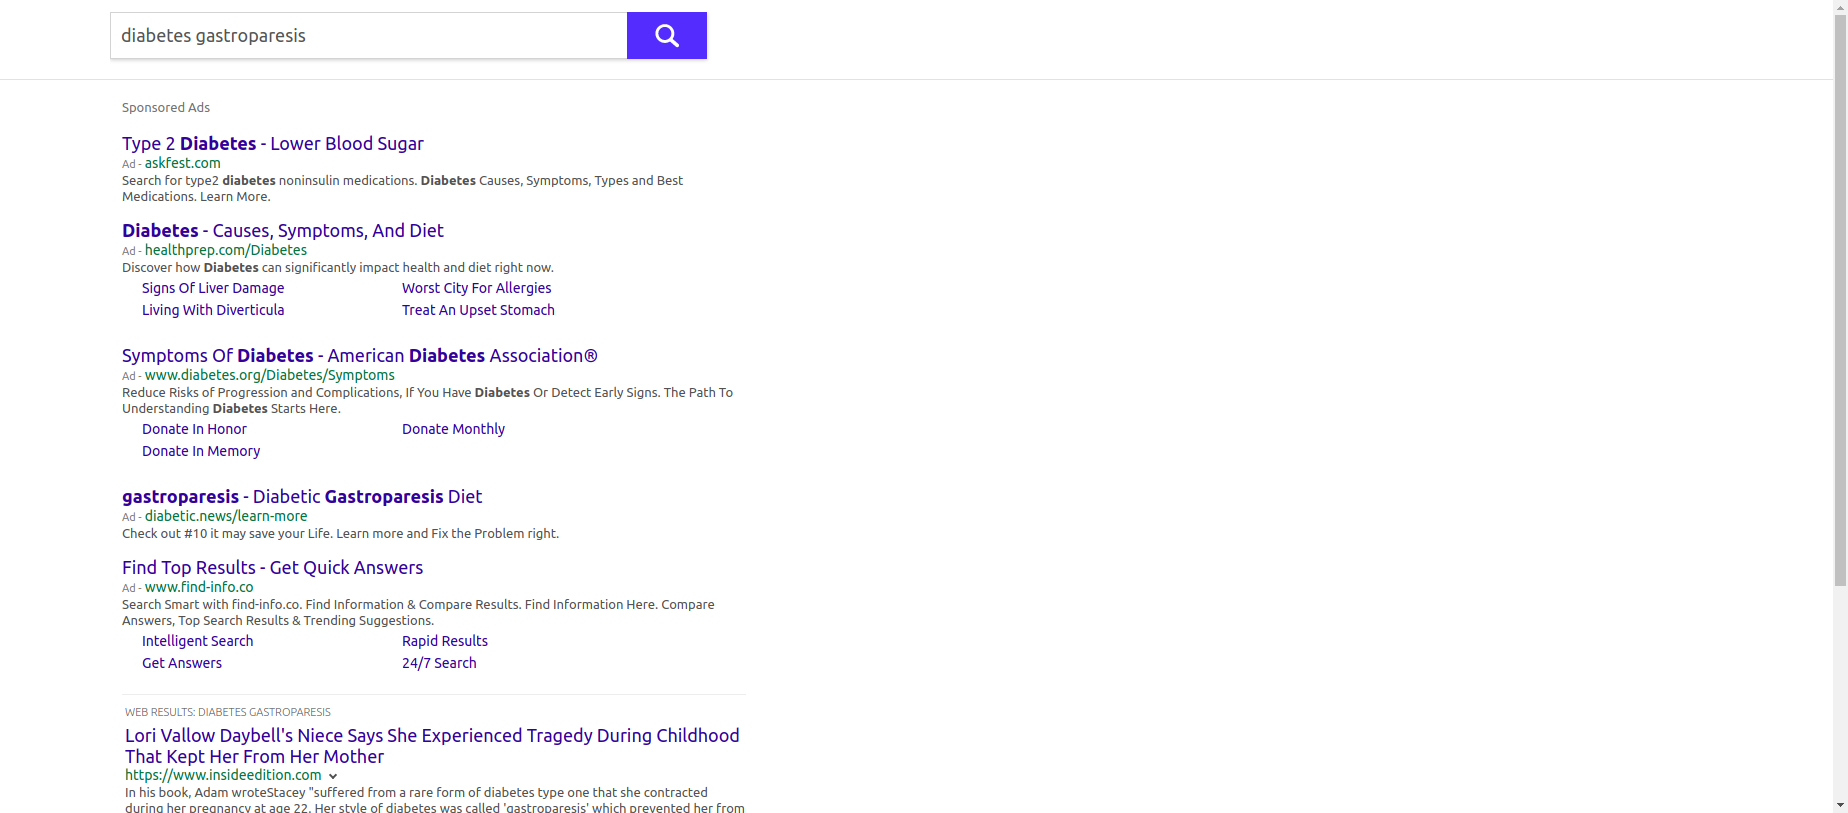 diabetes gastroparesis
Sponsored Ads
Type 2 Diabetes - Lower Blood Sugar
Ad - askfest.com
Search for type2 diabetes noninsulin medications. Diabetes Causes, Symptoms, Types and Best
Medications. Learn More.
Diabetes - Causes, Symptoms, And Diet
Ad - healthprep.com/Diabetes
Discover how Diabetes can significantly impact health and diet right now.
Signs Of Liver Damage Worst City For Allergies
Living With Diverticula Treat An Upset Stomach
Symptoms Of Diabetes - American Diabetes Association®
Ad - www.diabetes.org/Diabetes/Symptoms
Reduce Risks of Progression and Complications, If You Have Diabetes Or Detect Early Signs. The Path To
Understanding Diabetes Starts Here.
Donate In Honor Donate Monthly
Donate In Memory
gastroparesis - Diabetic Gastroparesis Diet
Ad - diabetic.news/learn-more
Check out #10 it may save your Life. Learn more and Fix the Problem right.
Find Top Results - Get Quick Answers
Ad - www.find-info.co
Search Smart with find-info.co. Find Information & Compare Results. Find Information Here. Compare
Answers, Top Search Results & Trending Suggestions.
Intelligent Search Rapid Results
Get Answers 24/7 Search
WEB RESULTS: DIABETES GASTROPARESIS
Lori Vallow Daybell's Niece Says She Experienced Tragedy During Childhood
That Kept Her From Her Mother
https://www.insideedition.com
In his book, Adam wroteStacey "suffered from a rare form of diabetes type one that she contracted
during her pregnancy at age 22. Her style of diabetes was called 'gastroparesis' which prevented her from